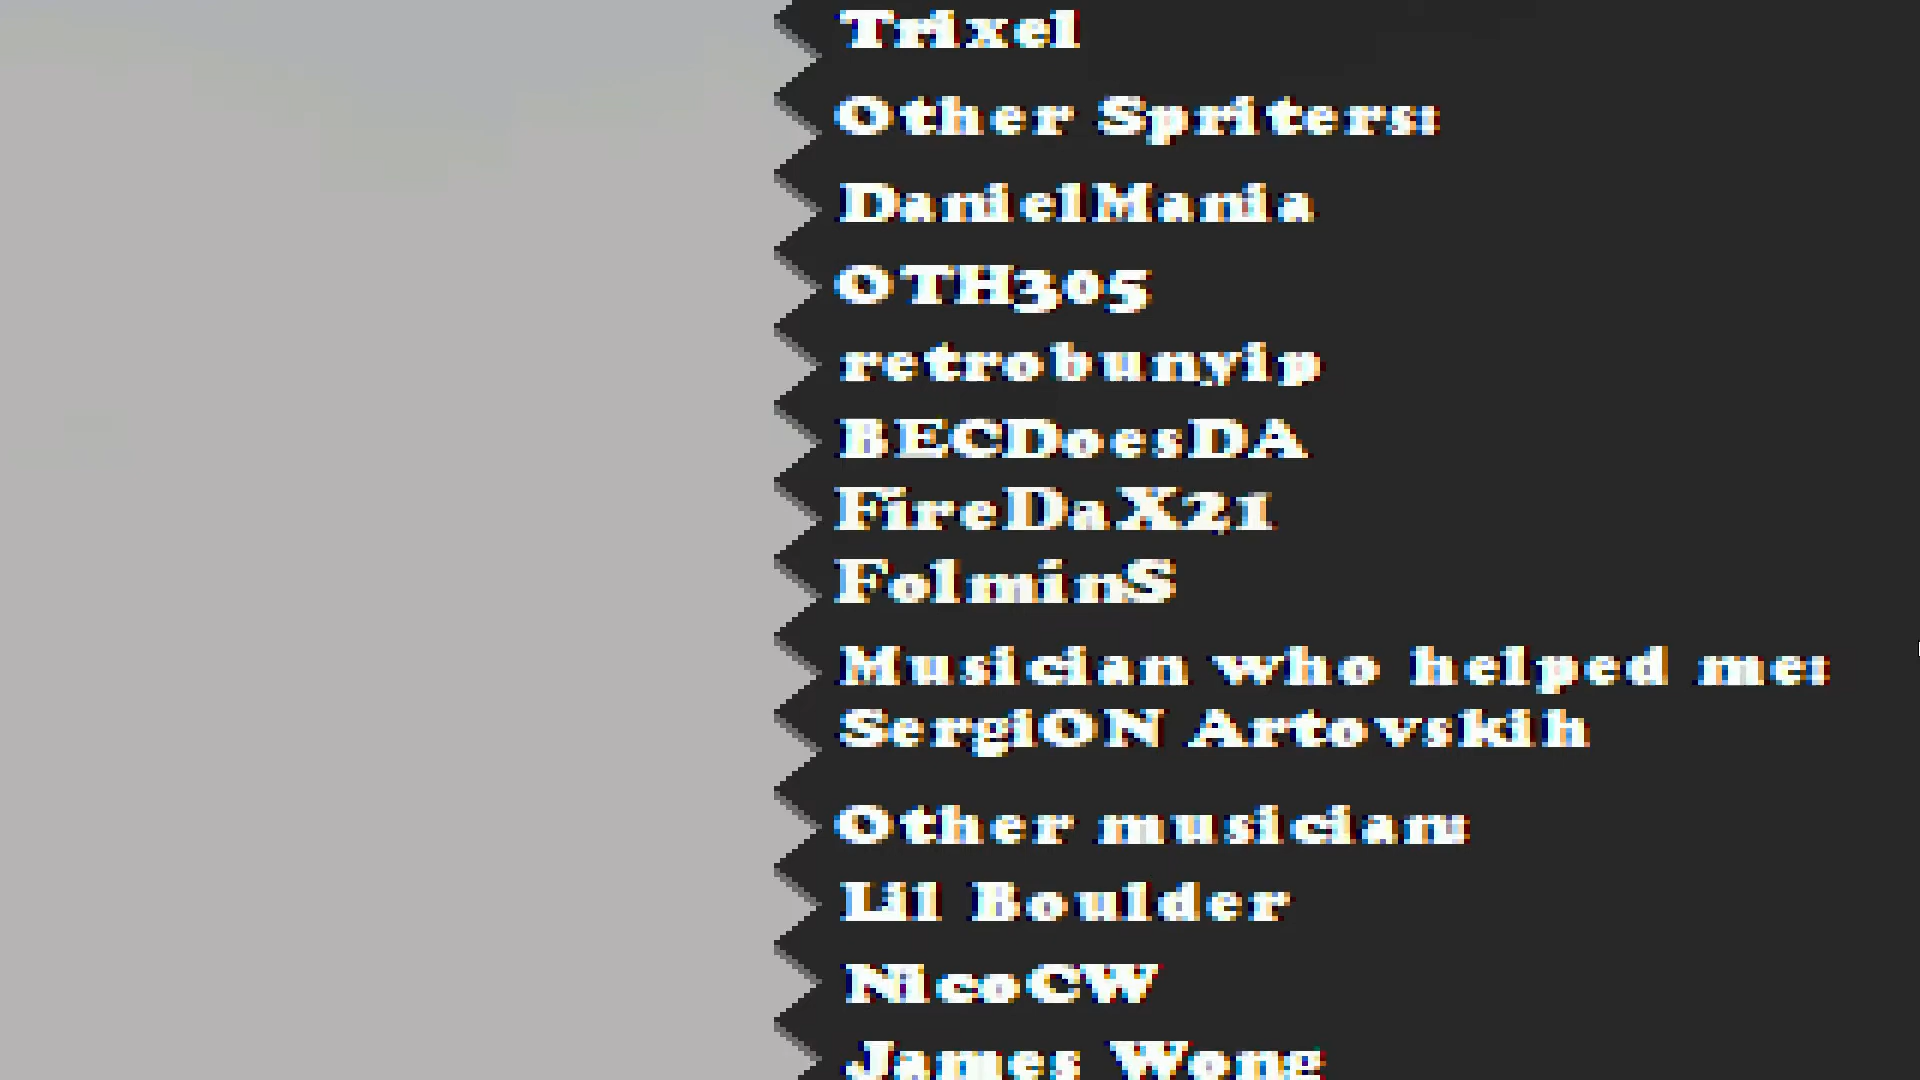 Trixel
Other Spriters:
DanielMania
OTH305
retrobunyip
BECDoesDA
FireDaX21
FolminS
Musician who helped me:
SergiON Artovskih
Other musician:
Lil Boulder
NicoCW
James Wong